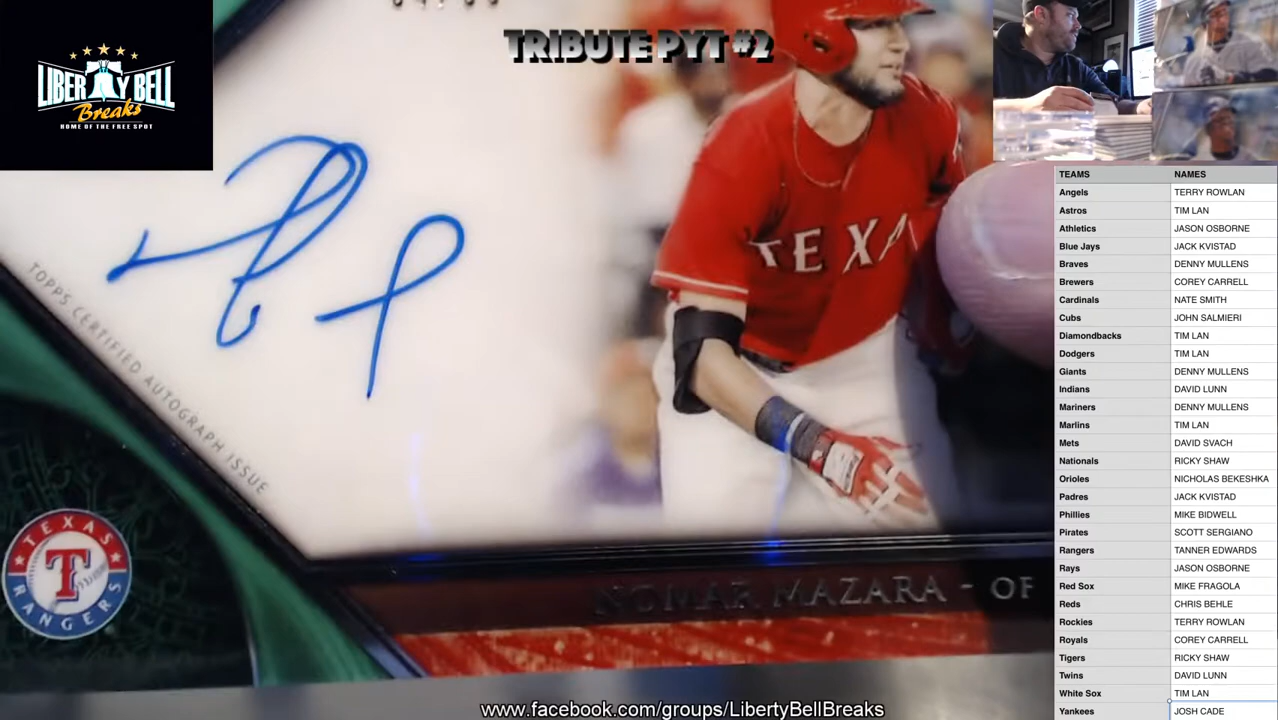 TRIBUTE PYT #2
LIBERTY BELL
Breaks
HOME OF THE FREE SPOT
TEXA
TOPPS CERTIFIED AUTOGRAPH ISSUE
TEXAS
T
RANGERS
NOMAR MAZARA - OF
www.facebook.com/groups/LibertyBellBreaks
TEAMS NAMES
Angels TERRY ROWLAN
Astros TIM LAN
Athletics JASON OSBORNE
Blue Jays JACK KVISTAD
Braves DENNY MULLENS
Brewers COREY CARRELL
Cardinals NATE SMITH
Cubs JOHN SALMIERI
Diamondbacks TIM LAN
Dodgers TIM LAN
Giants DENNY MULLENS
Indians DAVID LUNN
Mariners DENNY MULLENS
Marlins TIM LAN
Mets DAVID SVACH
Nationals RICKY SHAW
Orioles NICHOLAS BEKESHKA
Padres JACK KVISTAD
Phillies MIKE BIDWELL
Pirates SCOTT SERGIANO
Rangers TANNER EDWARDS
Rays JASON OSBORNE
Red Sox MIKE FRAGOLA
Reds CHRIS BEHLE
Rockies TERRY ROWLAN
Royals COREY CARRELL
Tigers RICKY SHAW
Twins DAVID LUNN
White Sox TIM LAN
Yankees JOSH CADE